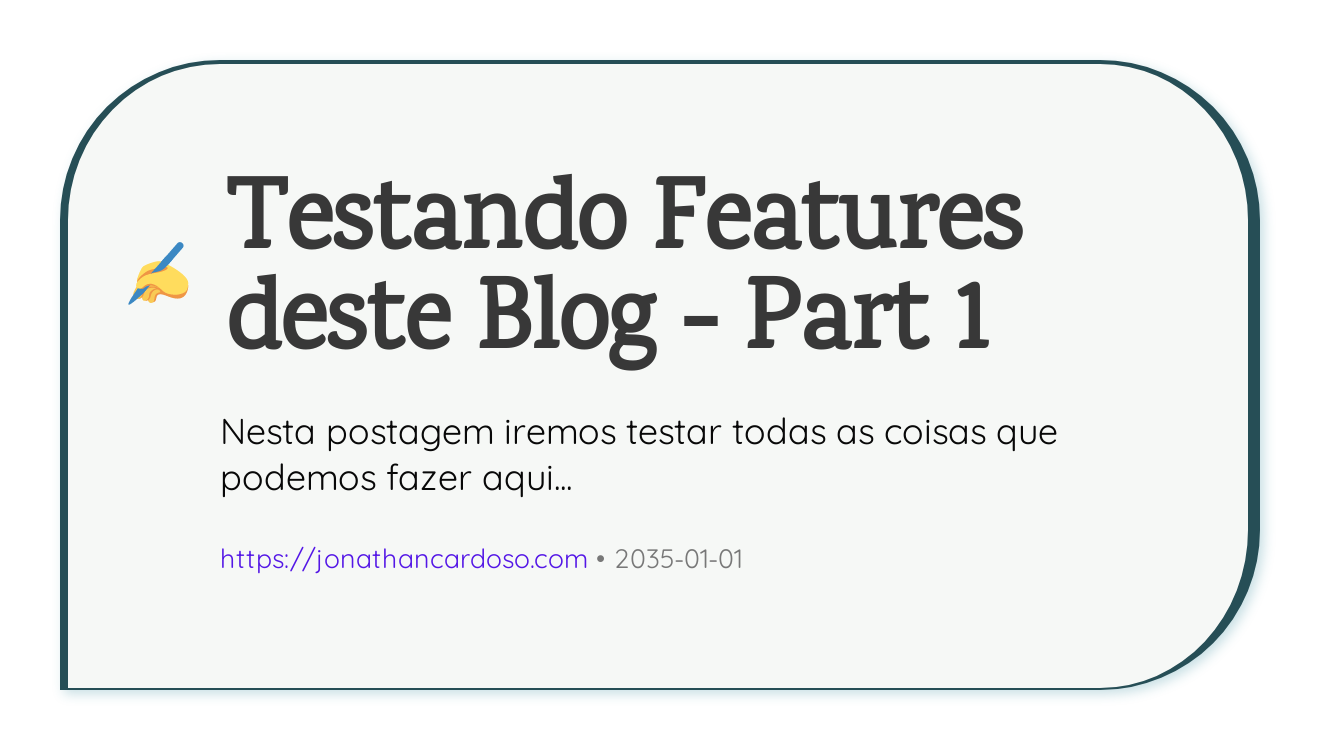 Testando Features
deste Blog - Part 1
Nesta postagem iremos testar todas as coisas que
podemos fazer aqui...
https://jonathancardoso.com • 2035-01-01